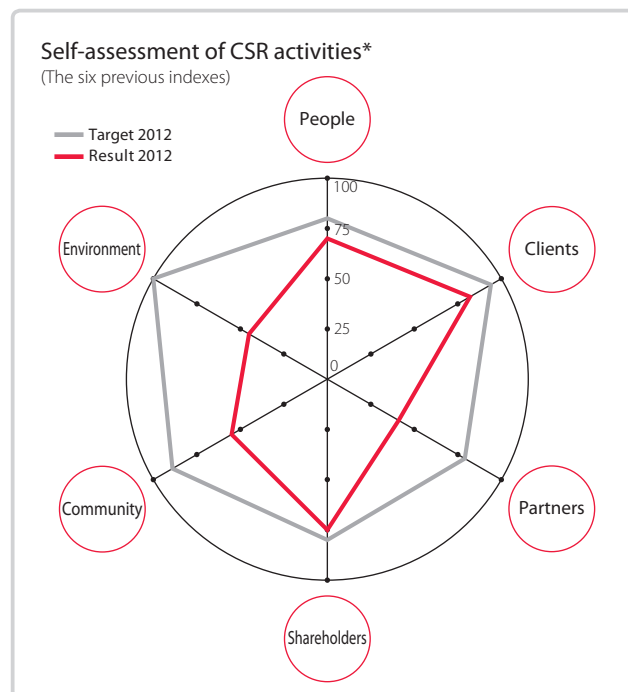 Self-assessment of CSR activities*
(The six previous indexes)
People
Target 2012
Result 2012
100
75
Environment
Clients
50
25
0
Community
Partners
Shareholders